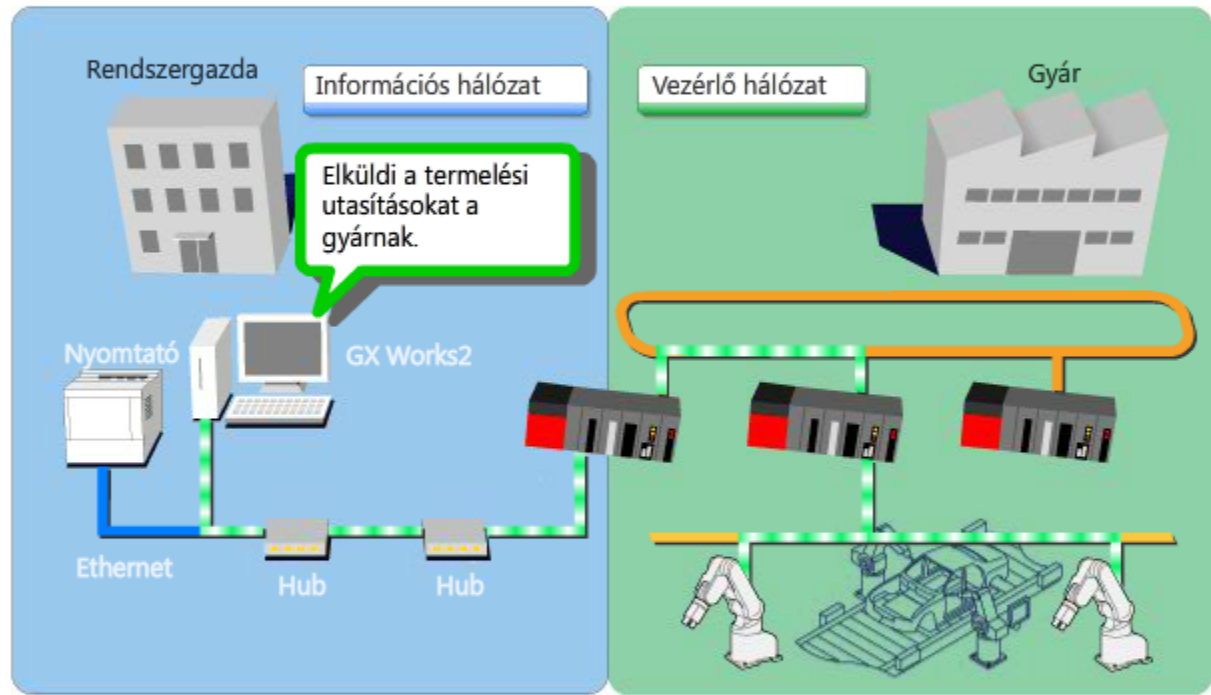 Rendszergazda
Információs hálózat
Vezérlő hálózat
Gyár
Elküldi a termelési
utasításokat a
gyárnak.
Nyomtató
GX Works2
Ethernet
Hub
Hub